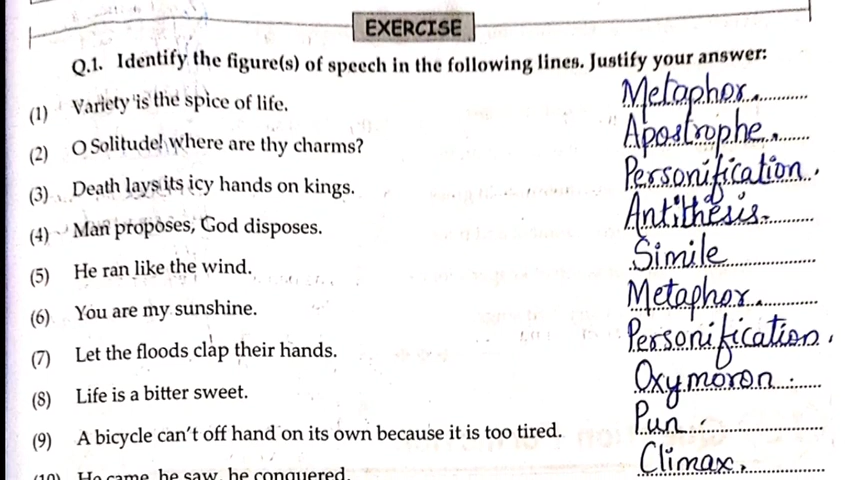 EXERCISE
Q.1. Identify the figure(s) of speech in the following lines. Justify your answer:
(1) Variety is the spice of life. Metaphor.
(2) O Solitude! where are thy charms? Apostrophe.
(3) Death lays its icy hands on kings. Personification.
(4) Man proposes, God disposes. Antithesis.
(5) He ran like the wind. Simile
(6) You are my sunshine. Metaphor.
(7) Let the floods clap their hands. Personification.
(8) Life is a bitter sweet. Oxymoron.
(9) A bicycle can't off hand on its own because it is too tired. Pun.
(10) He came, he saw, he conquered. Climax.